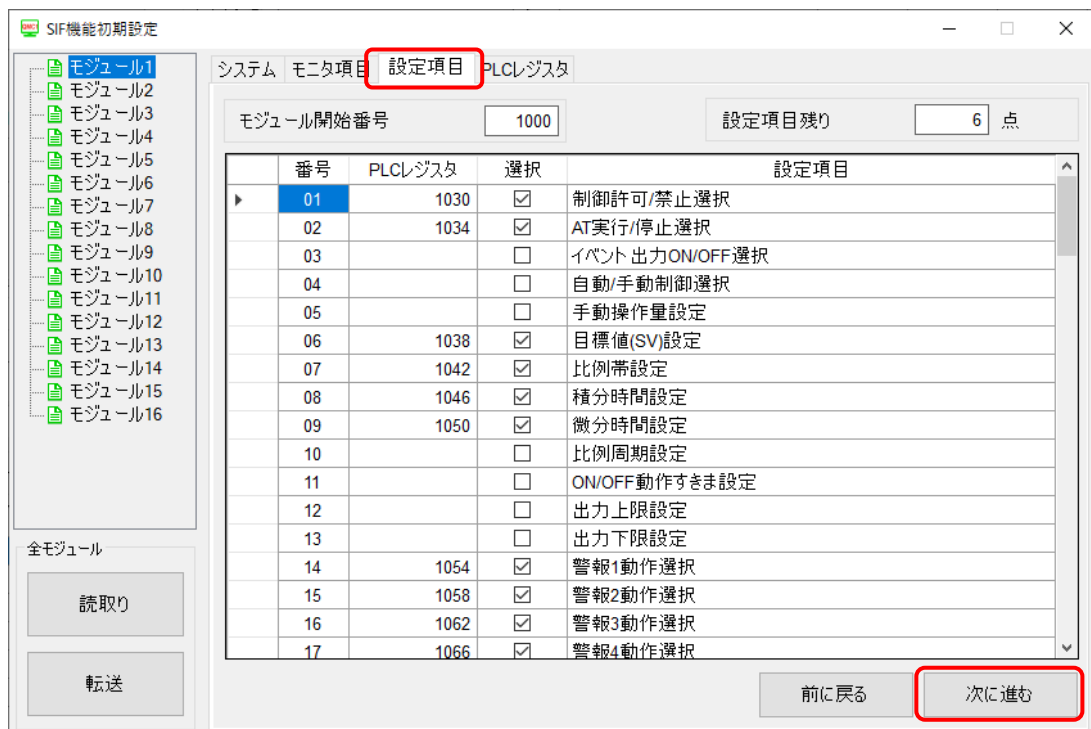 SIF機能初期設定
モジュール1
モジュール2
モジュール3
モジュール4
モジュール5
モジュール6
モジュール7
モジュール8
モジュール9
モジュール10
モジュール11
モジュール12
モジュール13
モジュール14
モジュール15
モジュール16
全モジュール
読取り
転送
システム モニタ項目 設定項目 PLCレジスタ
モジュール開始番号 1000 設定項目残り 6 点
番号 PLCレジスタ 選択 設定項目
01 1030 制御許可/禁止選択
02 1034 AT実行/停止選択
03 イベント出力ON/OFF選択
04 自動/手動制御選択
05 手動操作量設定
06 1038 目標値(SV)設定
07 1042 比例帯設定
08 1046 積分時間設定
09 1050 微分時間設定
10 比例周期設定
11 ON/OFF動作すきま設定
12 出力上限設定
13 出力下限設定
14 1054 警報1動作選択
15 1058 警報2動作選択
16 1062 警報3動作選択
17 1066 警報4動作選択
前に戻る 次に進む